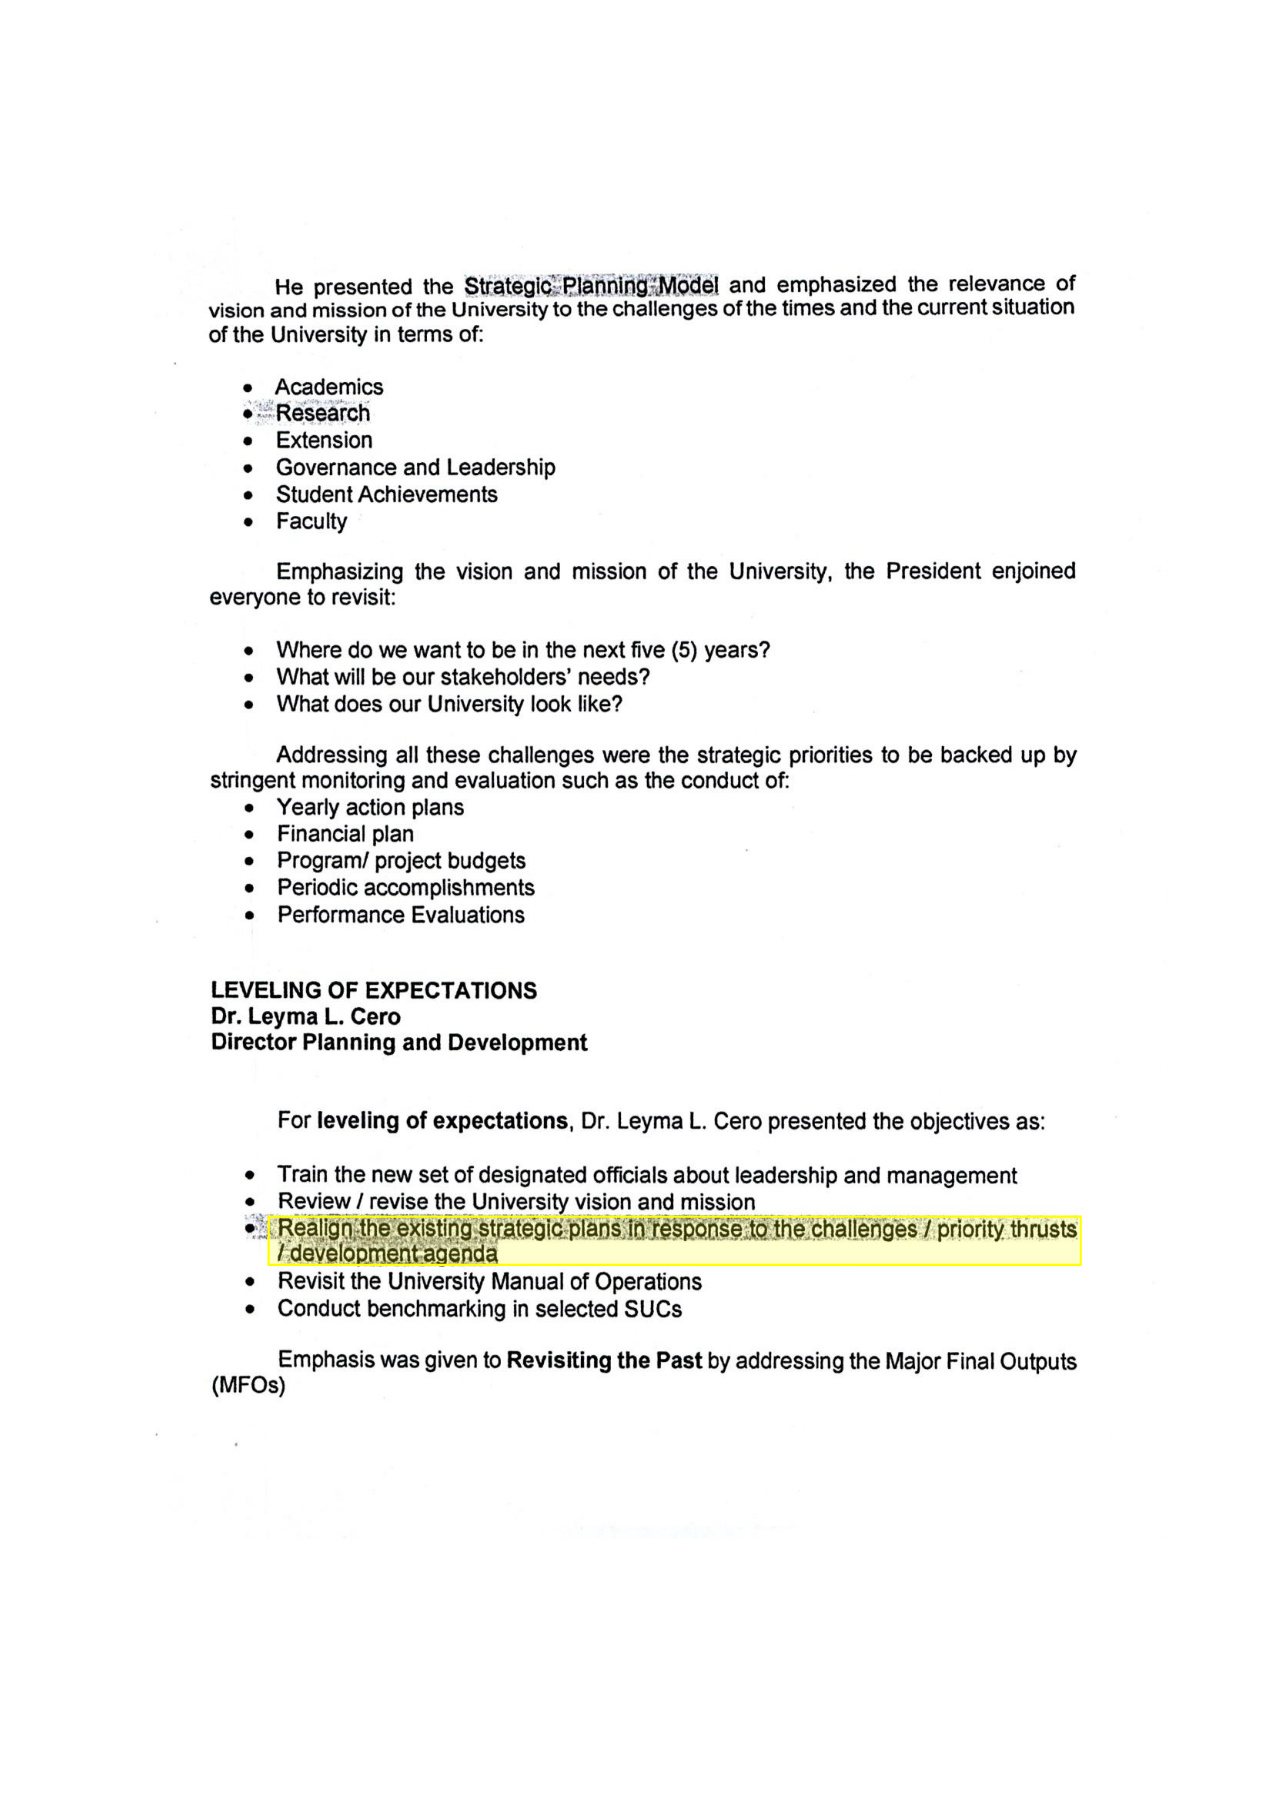 He presented the Strategic Planning Model and emphasized the relevance of
vision and mission of the University to the challenges of the times and the current situation
of the University in terms of:
• Academics
• Research
• Extension
• Governance and Leadership
• Student Achievements
• Faculty
Emphasizing the vision and mission of the University, the President enjoined
everyone to revisit:
• Where do we want to be in the next five (5) years?
• What will be our stakeholders' needs?
• What does our University look like?
Addressing all these challenges were the strategic priorities to be backed up by
stringent monitoring and evaluation such as the conduct of:
• Yearly action plans
• Financial plan
• Program/ project budgets
• Periodic accomplishments
• Performance Evaluations
LEVELING OF EXPECTATIONS
Dr. Leyma L. Cero
Director Planning and Development
For leveling of expectations, Dr. Leyma L. Cero presented the objectives as:
• Train the new set of designated officials about leadership and management
• Review / revise the University vision and mission
• Realign the existing strategic plans in response to the challenges / priority thrusts
/ development agenda
• Revisit the University Manual of Operations
• Conduct benchmarking in selected SUCs
Emphasis was given to Revisiting the Past by addressing the Major Final Outputs
(MFOs)